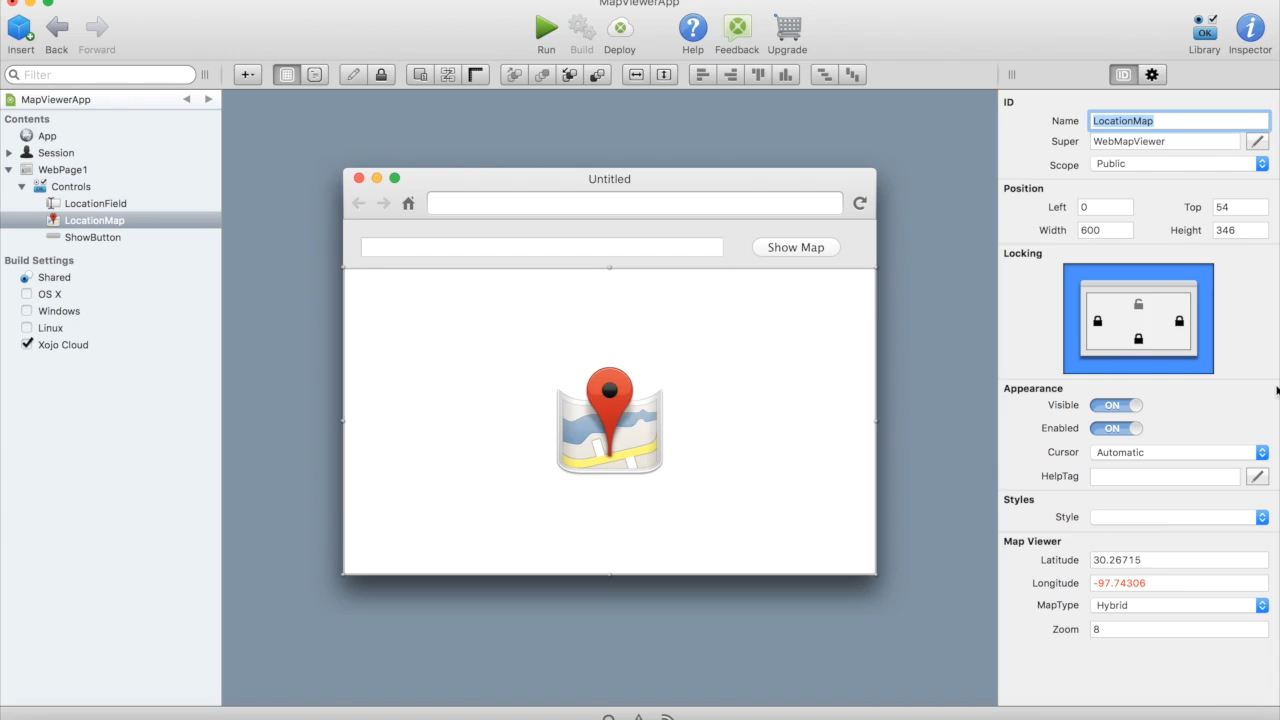 MapViewerApp
Insert Back Forward Run Build Deploy Help Feedback Upgrade Library Inspector
OK
Filter
MapViewerApp
Contents
App
Session
WebPage1
Controls
LocationField
LocationMap
ShowButton
Build Settings
Shared
OS X
Windows
Linux
Xojo Cloud
Untitled
Show Map
ID
ID
Name LocationMap
Super WebMapViewer
Scope Public
Position
Left 0 Top 54
Width 600 Height 346
Locking
Appearance
Visible ON
Enabled ON
Cursor Automatic
HelpTag
Styles
Style
Map Viewer
Latitude 30.26715
Longitude -97.74306
MapType Hybrid
Zoom 8